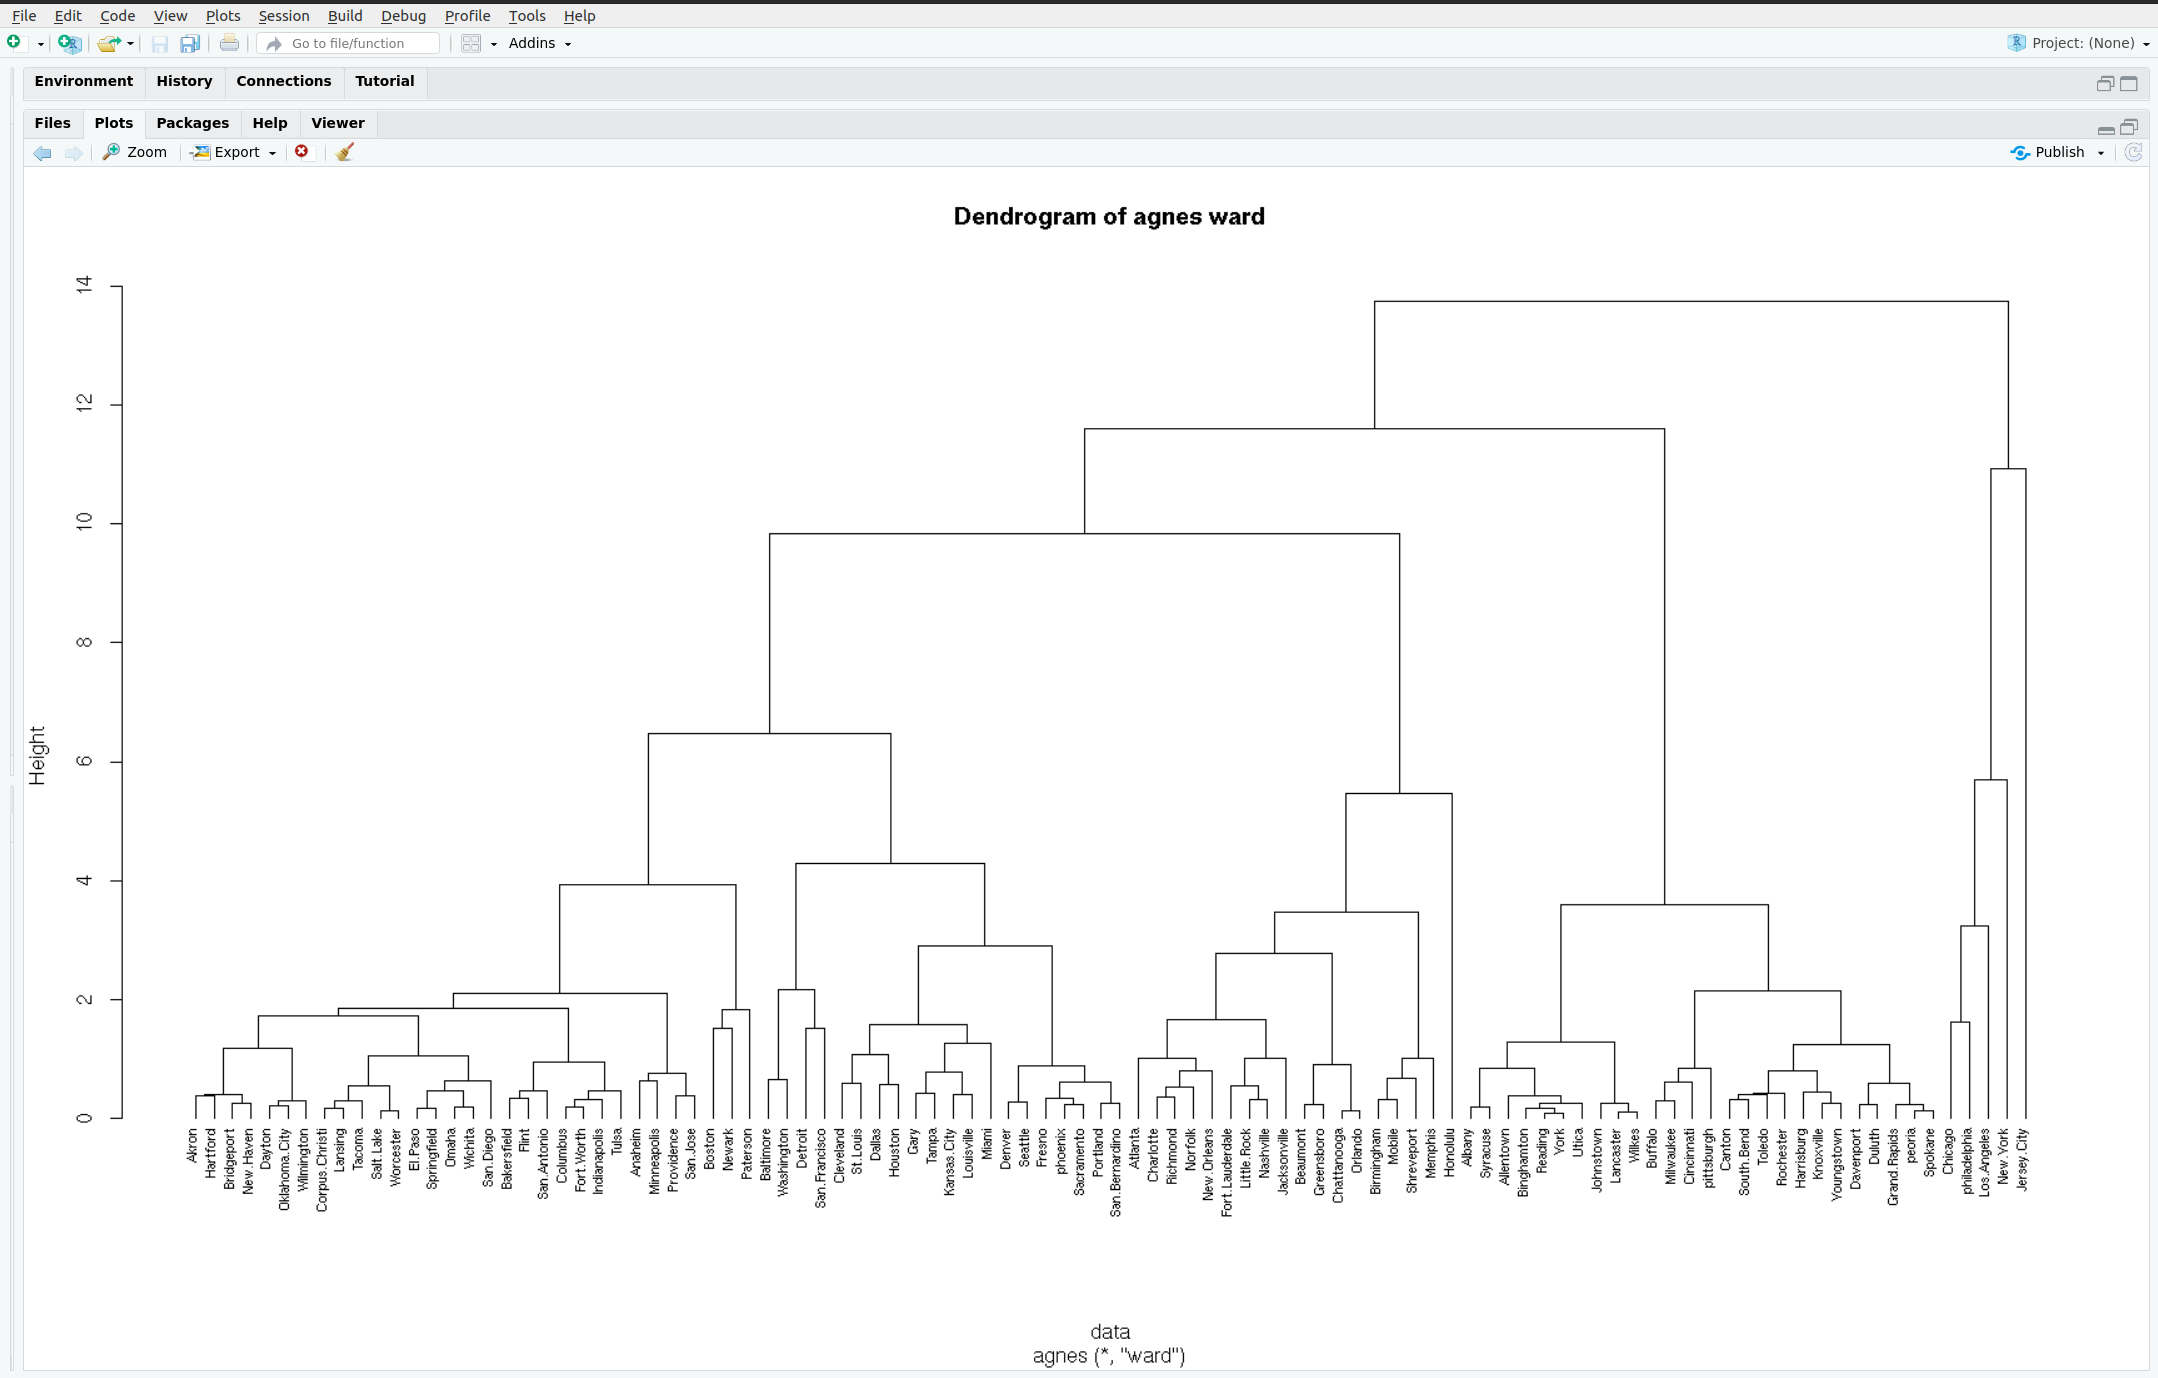 File Edit Code View Plots Session Build Debug Profile Tools Help
Go to file/function Addins Project: (None)
Environment History Connections Tutorial
Files Plots Packages Help Viewer
Zoom Export Publish
Dendrogram of agnes ward
Height
14
12
10
8
6
4
2
0
Akron
Hartford
Bridgeport
New.Haven
Dayton
Oklahoma.City
Wilmington
Corpus.Christi
Lansing
Tacoma
Salt.Lake
Worcester
El.Paso
Springfield
Omaha
Wichita
San.Diego
Bakersfield
Flint
San.Antonio
Columbus
Fort.Worth
Indianapolis
Tulsa
Anaheim
Minneapolis
Providence
San.Jose
Boston
Newark
Paterson
Baltimore
Washington
Detroit
San.Francisco
Cleveland
St.Louis
Dallas
Houston
Gary
Tampa
Kansas.City
Louisville
Miami
Denver
Seattle
Fresno
phoenix
Sacramento
Portland
San.Bernardino
Atlanta
Charlotte
Richmond
Norfolk
New.Orleans
Fort.Lauderdale
Little.Rock
Nashville
Jacksonville
Beaumont
Greensboro
Chattanooga
Orlando
Birmingham
Mobile
Shreveport
Memphis
Honolulu
Albany
Syracuse
Allentown
Binghamton
Reading
York
Utica
Johnstown
Lancaster
Wilkes
Buffalo
Milwaukee
Cincinnati
pittsburgh
Canton
South.Bend
Toledo
Rochester
Harrisburg
Knoxville
Youngstown
Davenport
Duluth
Grand.Rapids
peoria
Spokane
Chicago
philadelphia
Los.Angeles
New.York
Jersey.City
data
agnes (*, "ward")